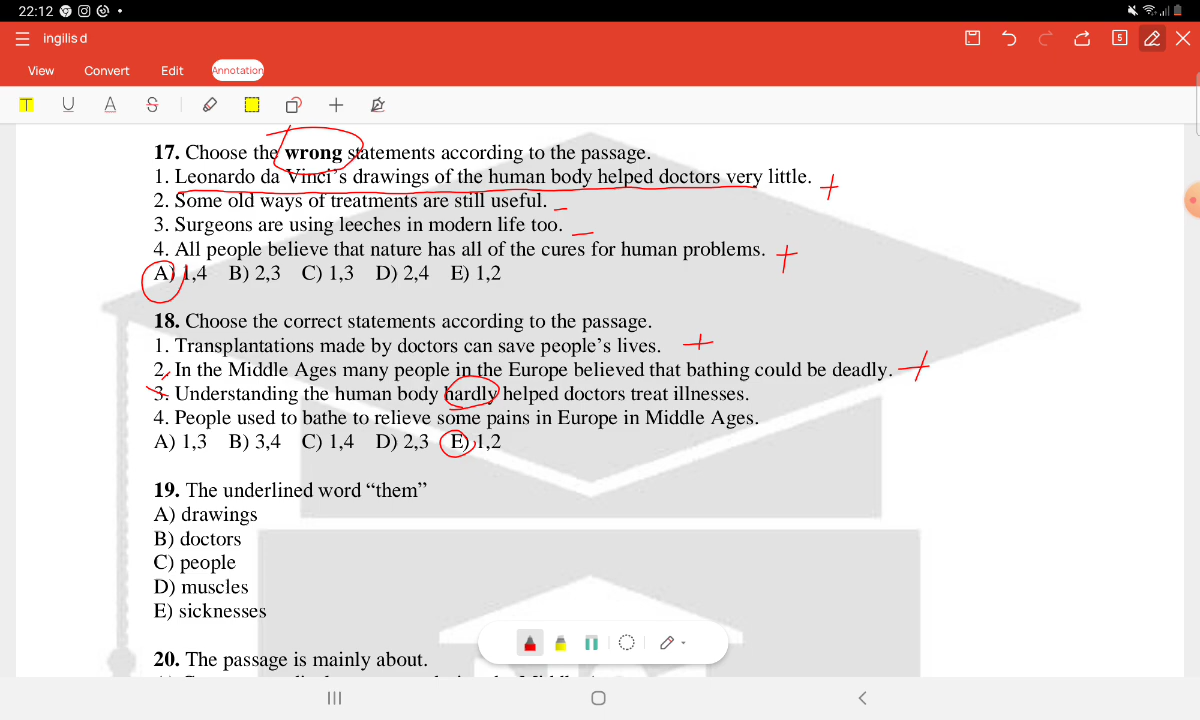 22:12
ingilis d
View Convert Edit Annotation
17. Choose the wrong statements according to the passage.
1. Leonardo da Vinci's drawings of the human body helped doctors very little.
2. Some old ways of treatments are still useful.
3. Surgeons are using leeches in modern life too.
4. All people believe that nature has all of the cures for human problems.
A) 1,4 B) 2,3 C) 1,3 D) 2,4 E) 1,2
18. Choose the correct statements according to the passage.
1. Transplantations made by doctors can save people's lives.
2. In the Middle Ages many people in the Europe believed that bathing could be deadly.
3. Understanding the human body hardly helped doctors treat illnesses.
4. People used to bathe to relieve some pains in Europe in Middle Ages.
A) 1,3 B) 3,4 C) 1,4 D) 2,3 E) 1,2
19. The underlined word “them”
A) drawings
B) doctors
C) people
D) muscles
E) sicknesses
20. The passage is mainly about.